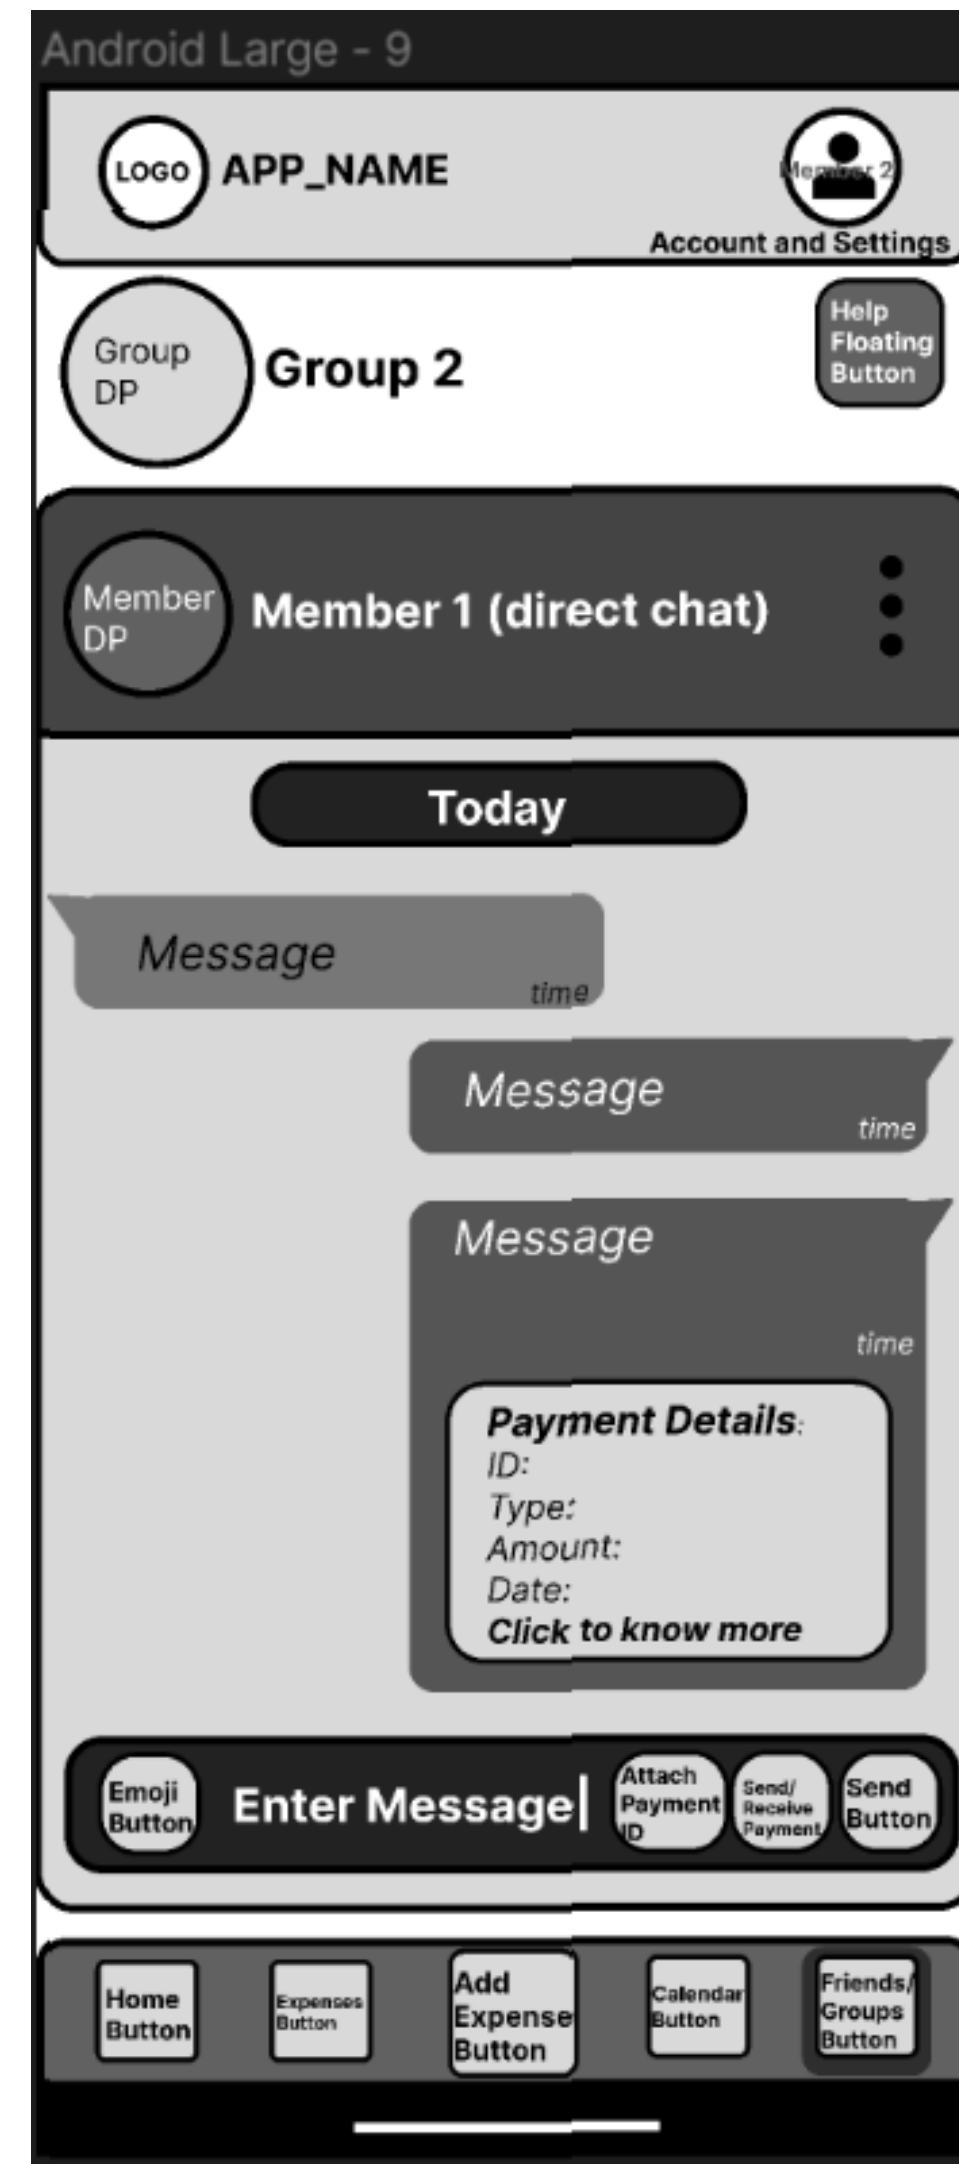 Android Large - 9
LOGO
APP_NAME
Member 2
Account and Settings
Group
DP
Group 2
Help
Floating
Button
Member
DP
Member 1 (direct chat)
Today
Message
time
Message
time
Message
time
Payment Details:
ID:
Type:
Amount:
Date:
Click to know more
Emoji
Button
Enter Message
Attach
Payment
ID
Send/
Receive
Payment
Send
Button
Home
Button
Expenses
Button
Add
Expense
Button
Calendar
Button
Friends/
Groups
Button